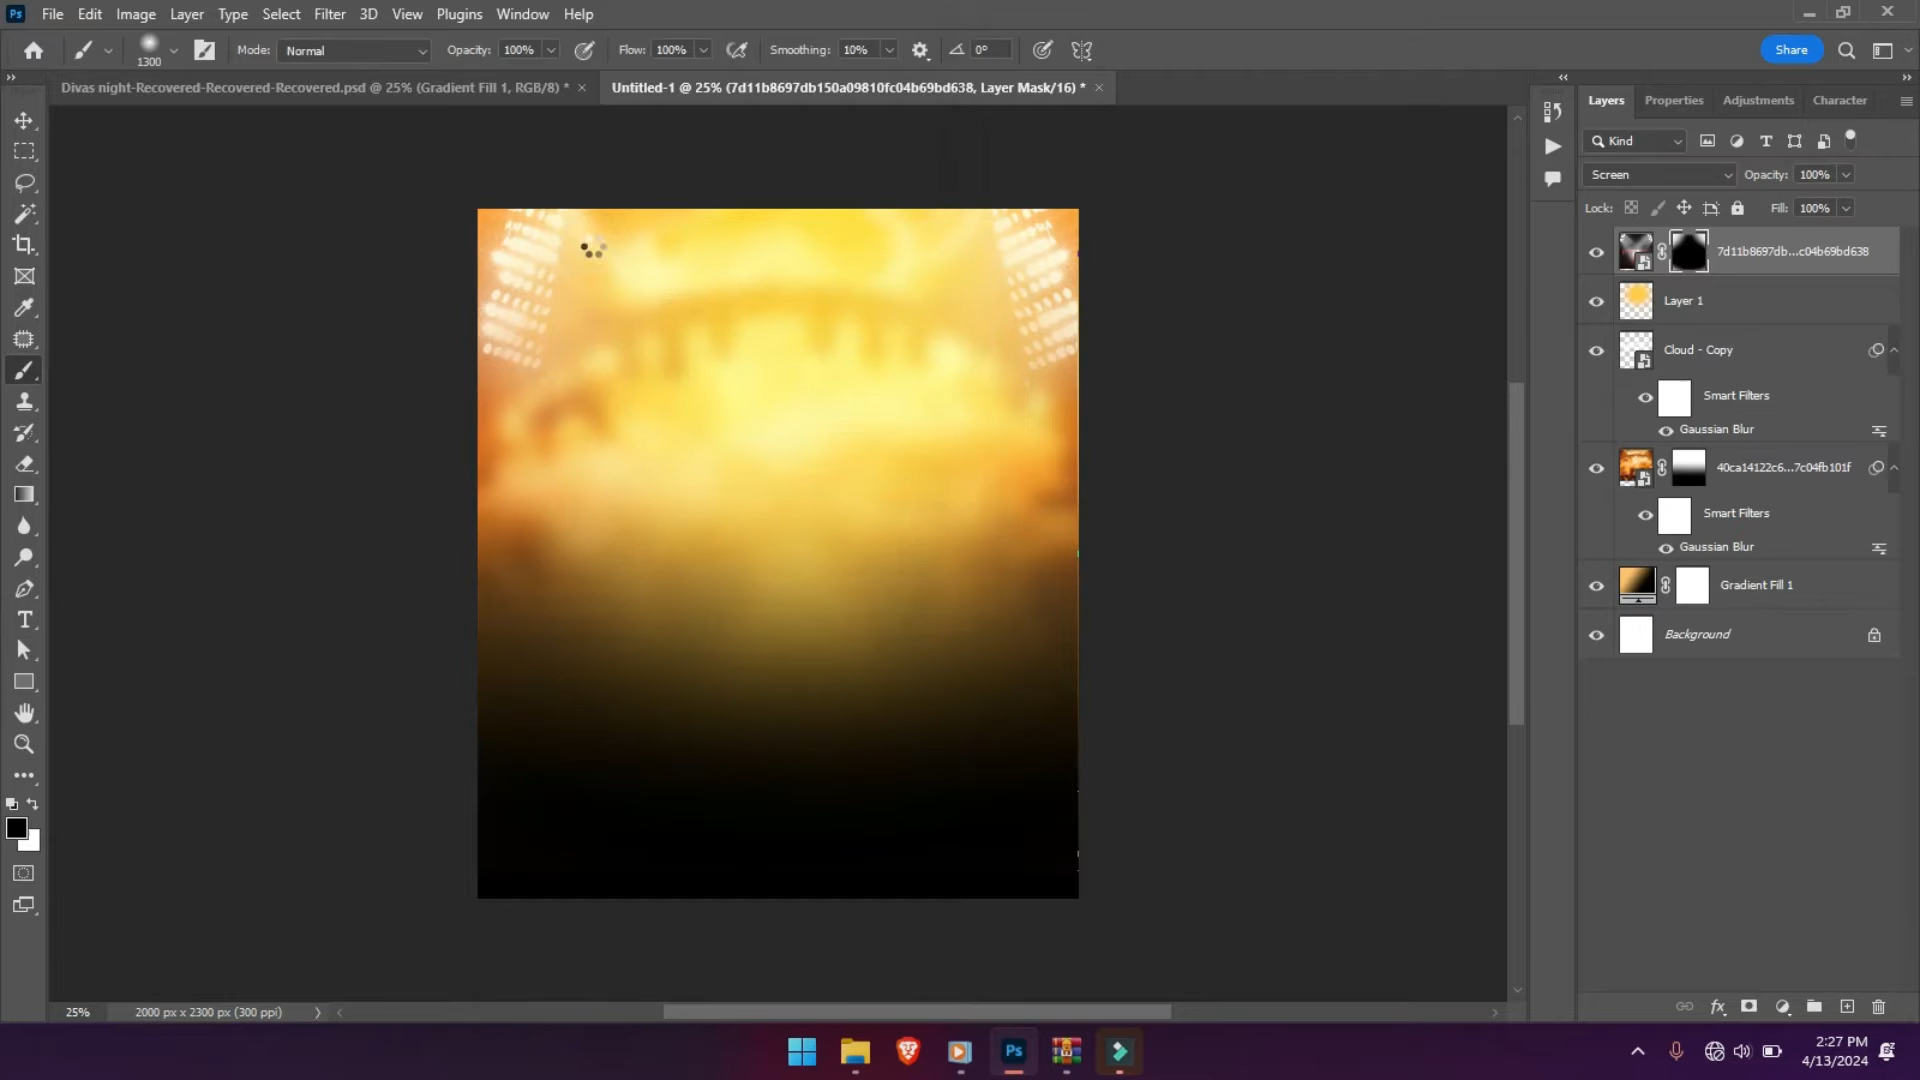 Ps File Edit Image Layer Type Select Filter 3D View Plugins Window Help
1300 Mode: Normal Opacity: 100% Flow: 100% Smoothing: 10% 0° Share
Divas night-Recovered-Recovered-Recovered.psd @ 25% (Gradient Fill 1, RGB/8) * × Untitled-1 @ 25% (7d11b8697db150a09810fc04b69bd638, Layer Mask/16) * ×
Layers Properties Adjustments Character
Kind
Screen Opacity: 100%
Lock: Fill: 100%
7d11b8697db...c04b69bd638
Layer 1
Cloud - Copy
Smart Filters
Gaussian Blur
40ca14122c6...7c04fb101f
Smart Filters
Gaussian Blur
Gradient Fill 1
Background
25% 2000 px x 2300 px (300 ppi)
fx
Ps
2:27 PM
4/13/2024